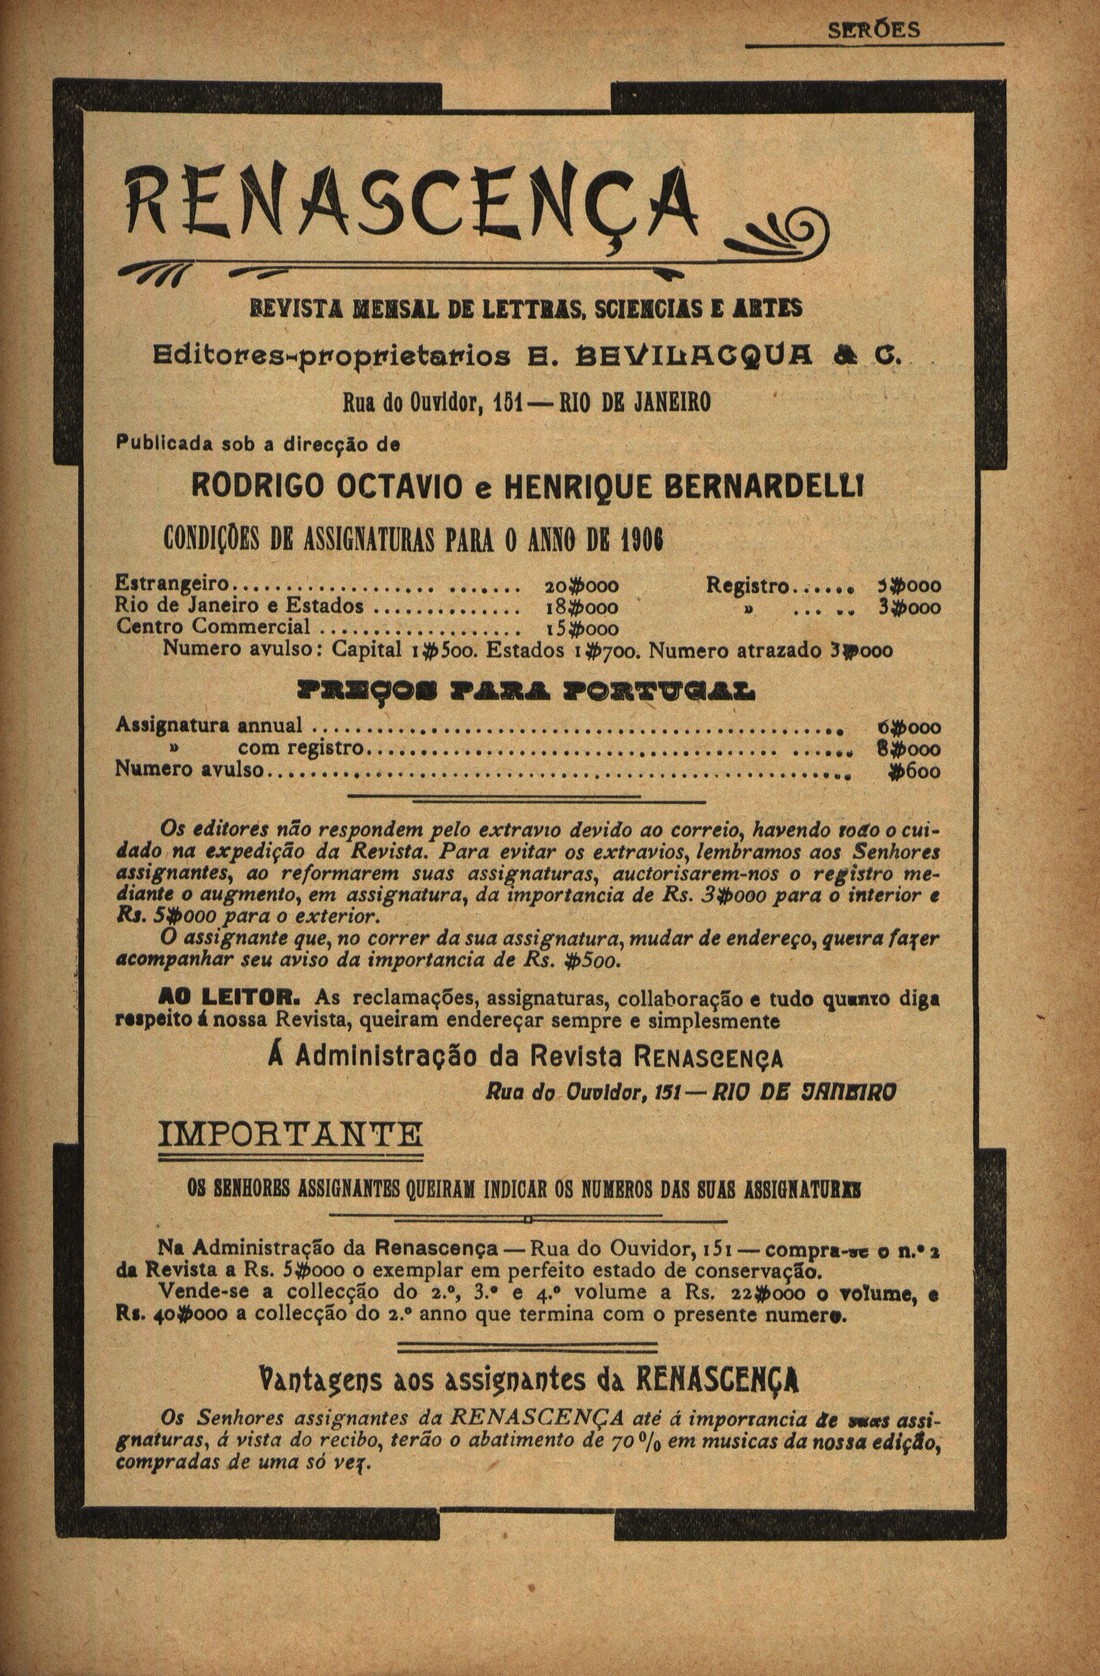 SERÕES
RENASCENÇA
REVISTA MENSAL DE LETTRAS, SCIENCIAS E ARTES
Editores-proprietarios E. BEVILACQUA & C.
Rua do Ouvidor, 151 — RIO DE JANEIRO
Publicada sob a direcção de
RODRIGO OCTAVIO e HENRIQUE BERNARDELLI
CONDIÇÕES DE ASSIGNATURAS PARA O ANNO DE 1906
Estrangeiro.......................... 20$000 Registro...... 5$000
Rio de Janeiro e Estados .............. 18$000 » ... .. 3$000
Centro Commercial ................... 15$000
Numero avulso: Capital 1$500. Estados 1$700. Numero atrazado 3$000
PREÇOS PARA PORTUGAL
Assignatura annual .................................................. 6$000
» com registro............................................. 8$000
Numero avulso...................................................... $600
Os editores não respondem pelo extravio devido ao correio, havendo todo o cui-
dado na expedição da Revista. Para evitar os extravios, lembramos aos Senhores
assignantes, ao reformarem suas assignaturas, auctorisarem-nos o registro me-
diante o augmento, em assignatura, da importancia de Rs. 3$000 para o interior e
Rs. 5$000 para o exterior.
O assignante que, no correr da sua assignatura, mudar de endereço, queira fazer
acompanhar seu aviso da importancia de Rs. $500.
AO LEITOR. As reclamações, assignaturas, collaboração e tudo quanto diga
respeito á nossa Revista, queiram endereçar sempre e simplesmente
Á Administração da Revista RENASCENÇA
Rua do Ouvidor, 151 — RIO DE JANEIRO
IMPORTANTE
OS SENHORES ASSIGNANTES QUEIRAM INDICAR OS NUMEROS DAS SUAS ASSIGNATURAS
Na Administração da Renascença — Rua do Ouvidor, 151 — compra-se o n.º 2
da Revista a Rs. 5$000 o exemplar em perfeito estado de conservação.
Vende-se a collecção do 2.º, 3.º e 4.º volume a Rs. 22$000 o volume, e
Rs. 40$000 a collecção do 2.º anno que termina com o presente numero.
Vantagens aos assignantes da RENASCENÇA
Os Senhores assignantes da RENASCENÇA até á importancia de suas assi-
gnaturas, á vista do recibo, terão o abatimento de 70 % em musicas da nossa edição,
compradas de uma só vez.